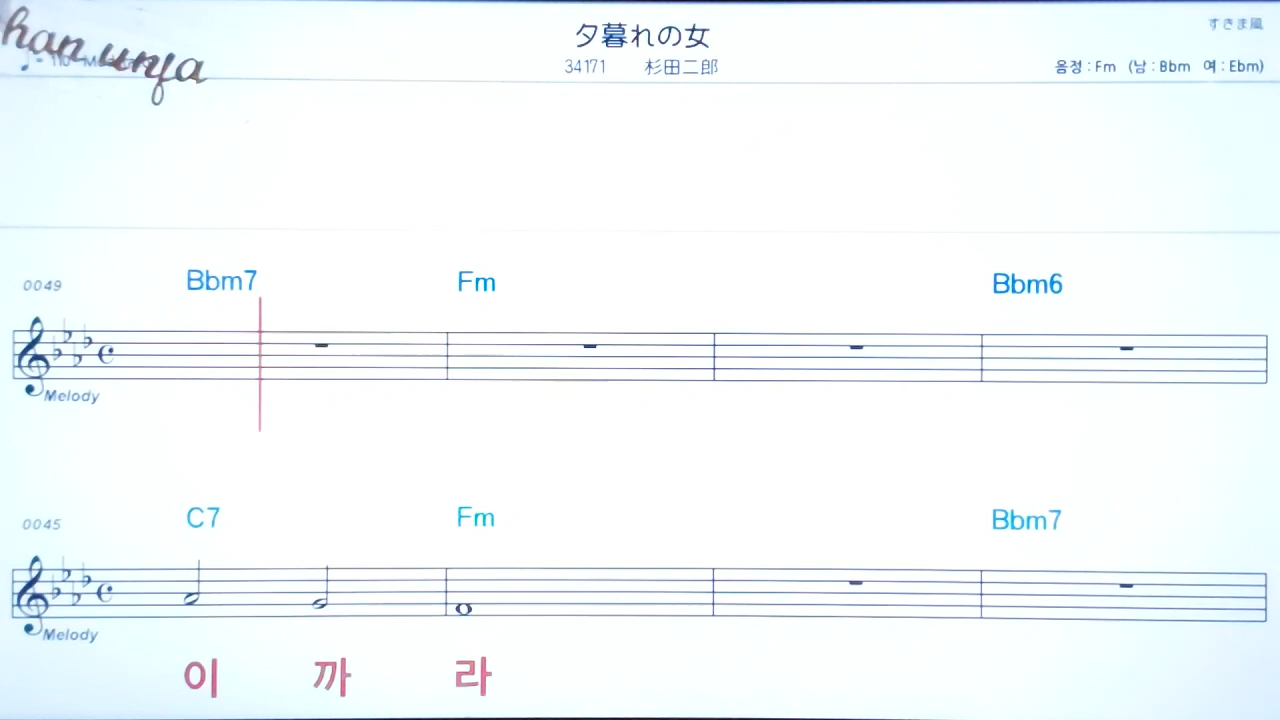 han unja
夕暮れの女
すきま風
34171 杉田二郎
음정 : Fm (남 : Bbm 여 : Ebm)
0049 Bbm7 Fm Bbm6
Melody
0045 C7 Fm Bbm7
Melody
이 까 라